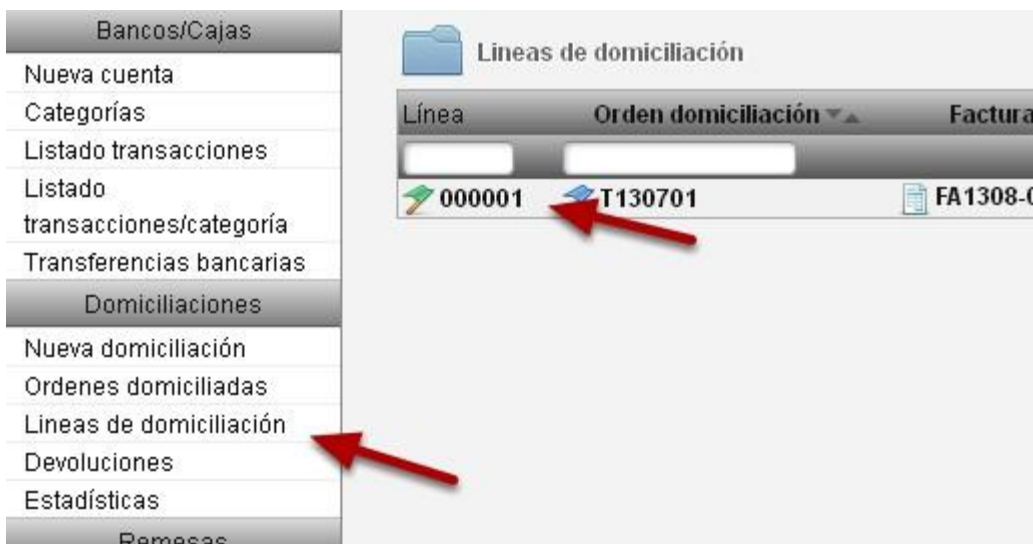 Bancos/Cajas
Nueva cuenta
Categorías
Listado transacciones
Listado
transacciones/categoría
Transferencias bancarias
Domiciliaciones
Nueva domiciliación
Ordenes domiciliadas
Lineas de domiciliación
Devoluciones
Estadísticas
Remesas
Lineas de domiciliación
Línea Orden domiciliación Factura
000001 T130701 FA1308-0